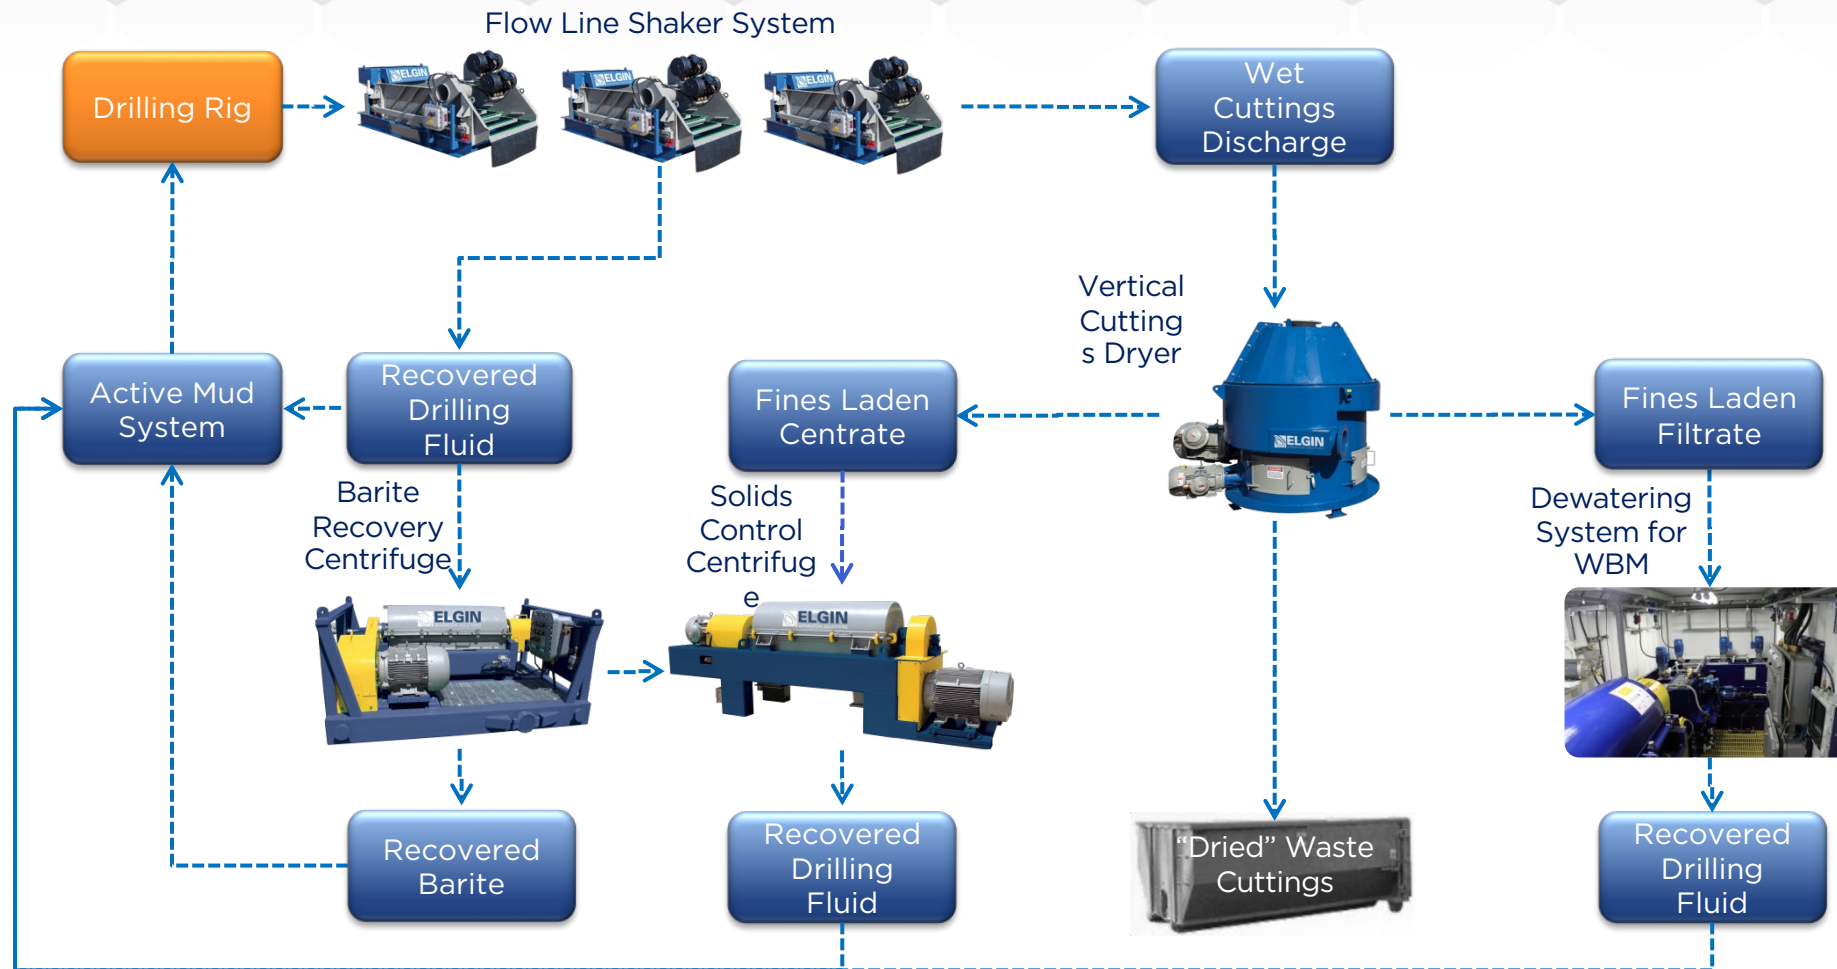 Flow Line Shaker System
Drilling Rig
ELGIN
ELGIN
ELGIN
Wet
Cuttings
Discharge
Vertical
Cutting
s Dryer
Active Mud
System
Recovered
Drilling
Fluid
Fines Laden
Centrate
ELGIN
Fines Laden
Filtrate
Barite
Recovery
Centrifuge
Solids
Control
Centrifug
e
Dewatering
System for
WBM
ELGIN
ELGIN
Recovered
Barite
Recovered
Drilling
Fluid
“Dried” Waste
Cuttings
Recovered
Drilling
Fluid